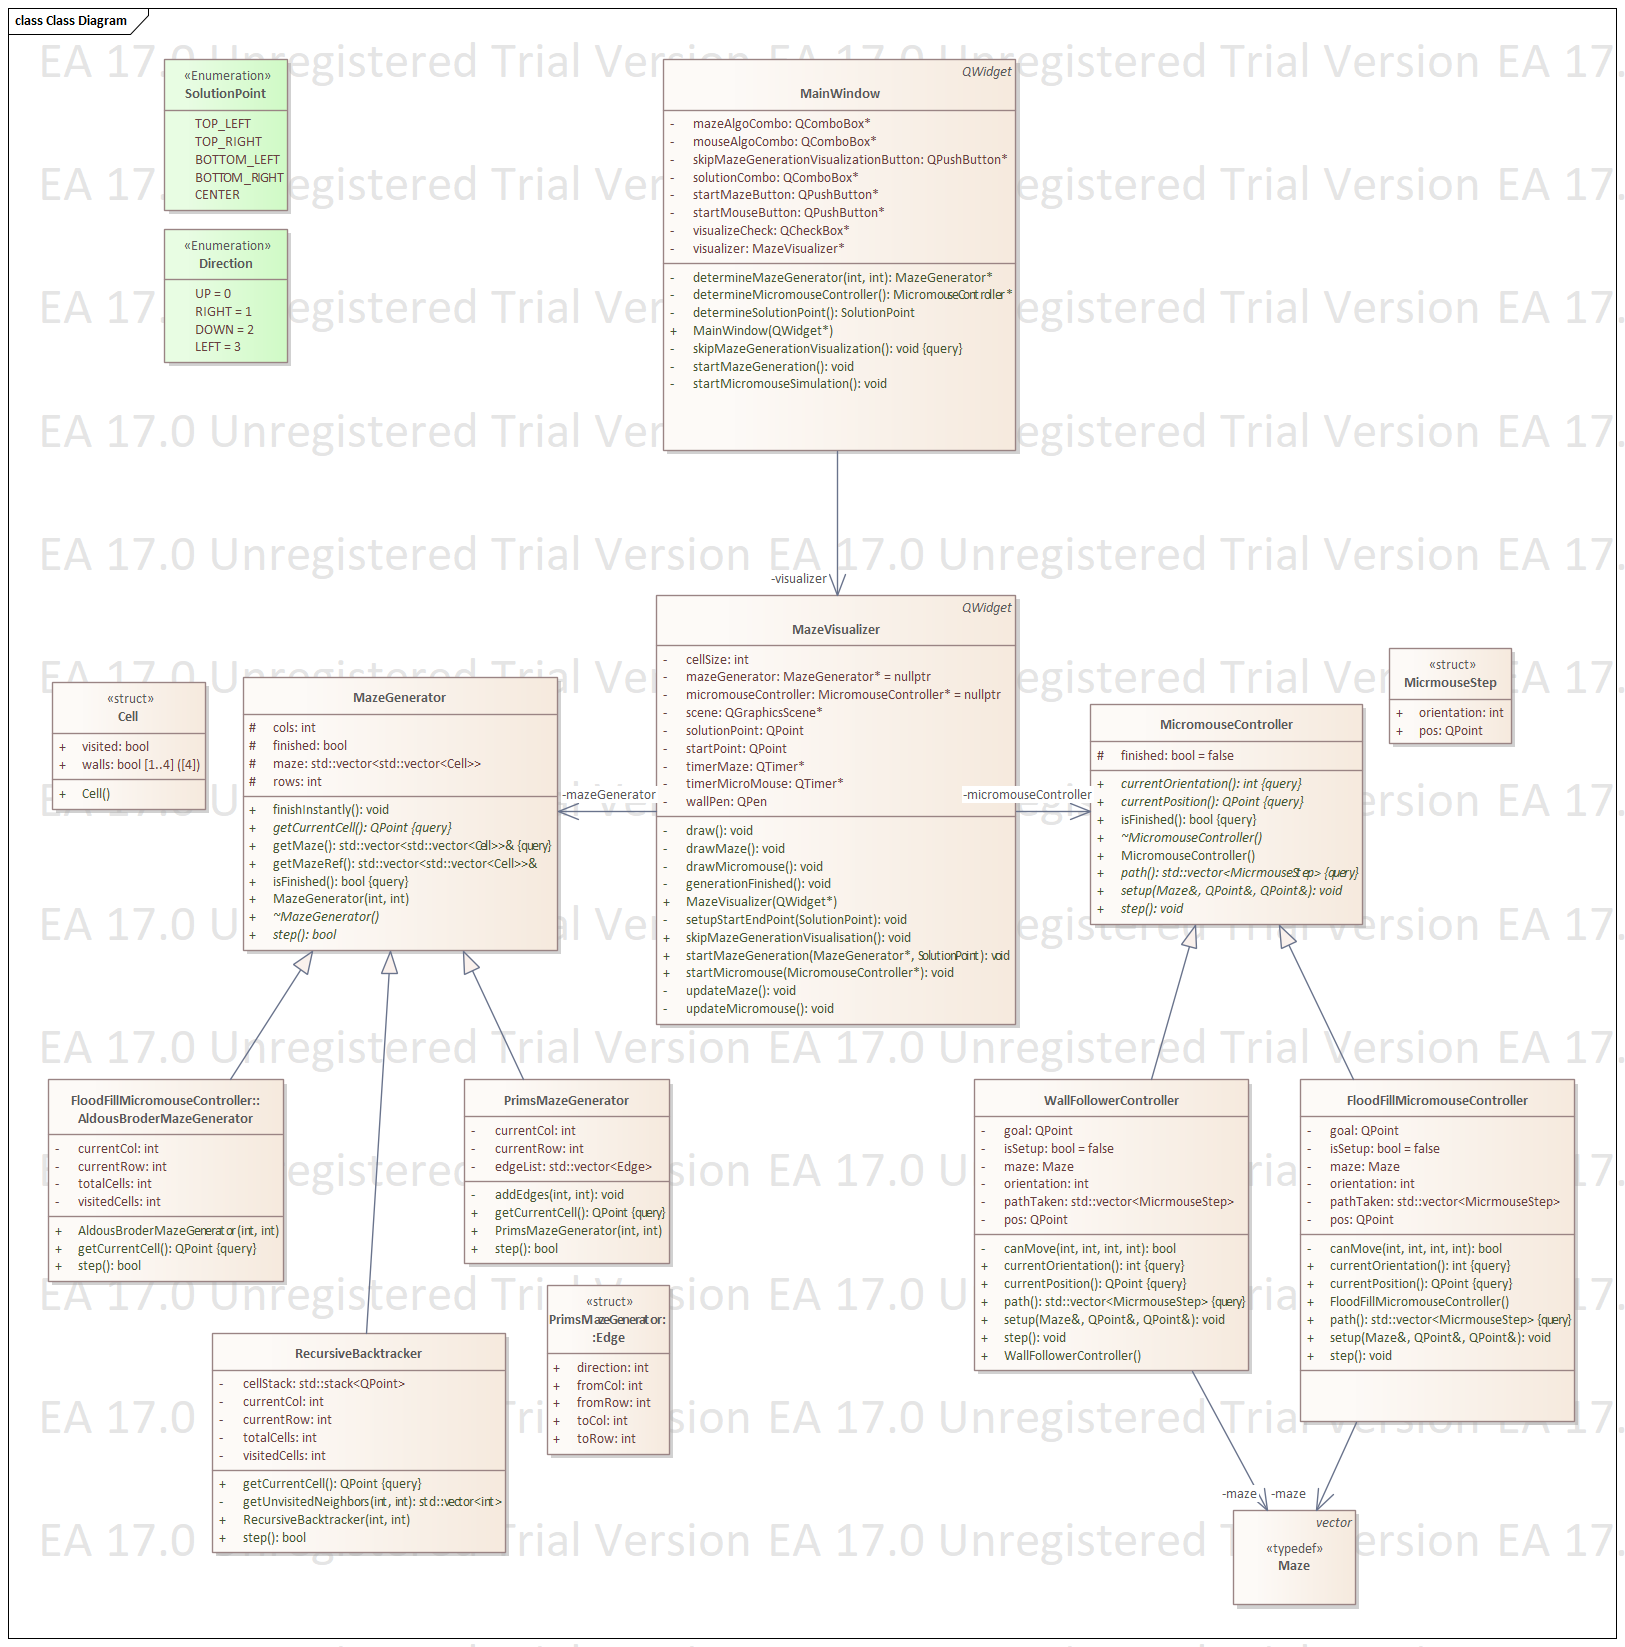 class Class Diagram
EA 17.0 Unregistered Trial Version EA 17.0 Unregistered Trial Version EA 17.
«Enumeration»
SolutionPoint
TOP_LEFT
TOP_RIGHT
BOTTOM_LEFT
BOTTOM_RIGHT
CENTER
«Enumeration»
Direction
UP = 0
RIGHT = 1
DOWN = 2
LEFT = 3
QWidget
MainWindow
- mazeAlgoCombo: QComboBox*
- mouseAlgoCombo: QComboBox*
- skipMazeGenerationVisualizationButton: QPushButton*
- solutionCombo: QComboBox*
- startMazeButton: QPushButton*
- startMouseButton: QPushButton*
- visualizeCheck: QCheckBox*
- visualizer: MazeVisualizer*
- determineMazeGenerator(int, int): MazeGenerator*
- determineMicromouseController(): MicromouseController*
- determineSolutionPoint(): SolutionPoint
+ MainWindow(QWidget*)
- skipMazeGenerationVisualization(): void {query}
- startMazeGeneration(): void
- startMicromouseSimulation(): void
-visualizer
QWidget
MazeVisualizer
- cellSize: int
- mazeGenerator: MazeGenerator* = nullptr
- micromouseController: MicromouseController* = nullptr
- scene: QGraphicsScene*
- solutionPoint: QPoint
- startPoint: QPoint
- timerMaze: QTimer*
- timerMicroMouse: QTimer*
- wallPen: QPen
- draw(): void
- drawMaze(): void
- drawMicromouse(): void
- generationFinished(): void
+ MazeVisualizer(QWidget*)
- setupStartEndPoint(SolutionPoint): void
+ skipMazeGenerationVisualisation(): void
+ startMazeGeneration(MazeGenerator*, SolutionPoint): void
+ startMicromouse(MicromouseController*): void
- updateMaze(): void
- updateMicromouse(): void
-mazeGenerator
-micromouseController
«struct»
Cell
+ visited: bool
+ walls: bool [1..4] ([4])
+ Cell()
MazeGenerator
# cols: int
# finished: bool
# maze: std::vector<std::vector<Cell>>
# rows: int
+ finishInstantly(): void
+ getCurrentCell(): QPoint {query}
+ getMaze(): std::vector<std::vector<Cell>>& {query}
+ getMazeRef(): std::vector<std::vector<Cell>>&
+ isFinished(): bool {query}
+ MazeGenerator(int, int)
+ ~MazeGenerator()
+ step(): bool
MicromouseController
# finished: bool = false
+ currentOrientation(): int {query}
+ currentPosition(): QPoint {query}
+ isFinished(): bool {query}
+ ~MicromouseController()
+ MicromouseController()
+ path(): std::vector<MicrmouseStep> {query}
+ setup(Maze&, QPoint&, QPoint&): void
+ step(): void
«struct»
MicrmouseStep
+ orientation: int
+ pos: QPoint
FloodFillMicromouseController::
AldousBroderMazeGenerator
- currentCol: int
- currentRow: int
- totalCells: int
- visitedCells: int
+ AldousBroderMazeGenerator(int, int)
+ getCurrentCell(): QPoint {query}
+ step(): bool
PrimsMazeGenerator
- currentCol: int
- currentRow: int
- edgeList: std::vector<Edge>
- addEdges(int, int): void
+ getCurrentCell(): QPoint {query}
+ PrimsMazeGenerator(int, int)
+ step(): bool
«struct»
PrimsMazeGenerator:
:Edge
+ direction: int
+ fromCol: int
+ fromRow: int
+ toCol: int
+ toRow: int
RecursiveBacktracker
- cellStack: std::stack<QPoint>
- currentCol: int
- currentRow: int
- totalCells: int
- visitedCells: int
+ getCurrentCell(): QPoint {query}
- getUnvisitedNeighbors(int, int): std::vector<int>
+ RecursiveBacktracker(int, int)
+ step(): bool
WallFollowerController
- goal: QPoint
- isSetup: bool = false
- maze: Maze
- orientation: int
- pathTaken: std::vector<MicrmouseStep>
- pos: QPoint
- canMove(int, int, int, int): bool
+ currentOrientation(): int {query}
+ currentPosition(): QPoint {query}
+ path(): std::vector<MicrmouseStep> {query}
+ setup(Maze&, QPoint&, QPoint&): void
+ step(): void
+ WallFollowerController()
FloodFillMicromouseController
- goal: QPoint
- isSetup: bool = false
- maze: Maze
- orientation: int
- pathTaken: std::vector<MicrmouseStep>
- pos: QPoint
- canMove(int, int, int, int): bool
+ currentOrientation(): int {query}
+ currentPosition(): QPoint {query}
+ FloodFillMicromouseController()
+ path(): std::vector<MicrmouseStep> {query}
+ setup(Maze&, QPoint&, QPoint&): void
+ step(): void
-maze
-maze
vector
«typedef»
Maze